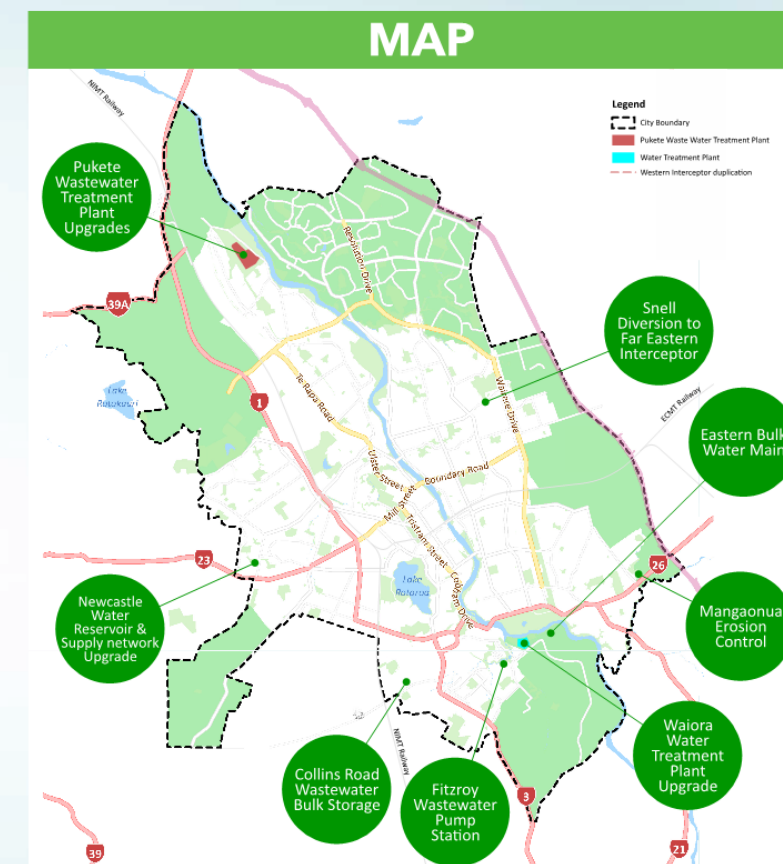 MAP
NIMT Railway
Legend
City Boundary
Pukete Waste Water Treatment Plant
Water Treatment Plant
Western Interceptor duplication
Pukete
Wastewater
Treatment
Plant
Upgrades
Resolution Drive
39A
Snell
Diversion to
Far Eastern
Interceptor
Lake
Rotokauri
1
Te Rapa Road
Wairere Drive
ECMT Railway
Eastern Bulk
Water Main
Ulster Street
Boundary Road
Mill Street
Tristram Street
23
26
Lake
Rotoroa
Cobham Drive
Newcastle
Water
Reservoir &
Supply network
Upgrade
Mangaonua
Erosion
Control
Collins Road
Wastewater
Bulk Storage
NIMT Railway
Fitzroy
Wastewater
Pump
Station
Waiora
Water
Treatment
Plant
Upgrade
3
39
21